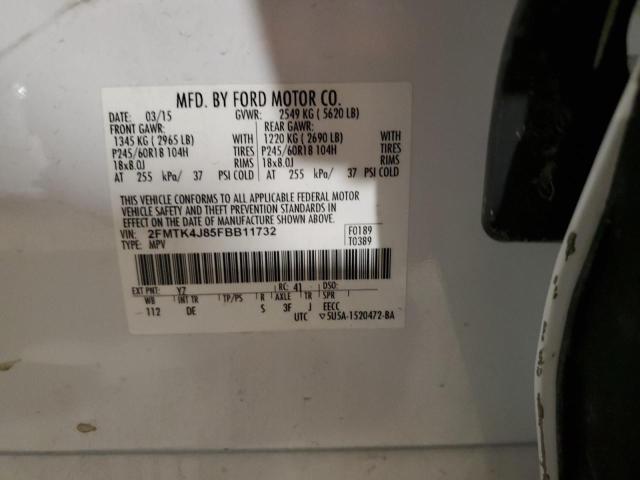 MFD. BY FORD MOTOR CO.
DATE: 03/15 GVWR: 2549 KG ( 5620 LB)
FRONT GAWR: REAR GAWR:
1345 KG ( 2965 LB) WITH 1220 KG ( 2690 LB) WITH
P245/60R18 104H TIRES P245/60R18 104H TIRES
18x8.0J RIMS 18x8.0J RIMS
AT 255 kPa/ 37 PSI COLD AT 255 kPa/ 37 PSI COLD
THIS VEHICLE CONFORMS TO ALL APPLICABLE FEDERAL MOTOR
VEHICLE SAFETY AND THEFT PREVENTION STANDARDS IN
EFFECT ON THE DATE OF MANUFACTURE SHOWN ABOVE.
VIN: 2FMTK4J85FBB11732 F0189
TYPE: MPV T0389
EXT PNT: YZ RC: 41 DSO:
WB INT TR TP/PS R AXLE TR SPR
112 DE S 3F J EECC
UTC ▽5U5A-1520472-BA